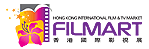 HONG KONG INTERNATIONAL FILM & TV MARKET
FILMART
香港國際影視展